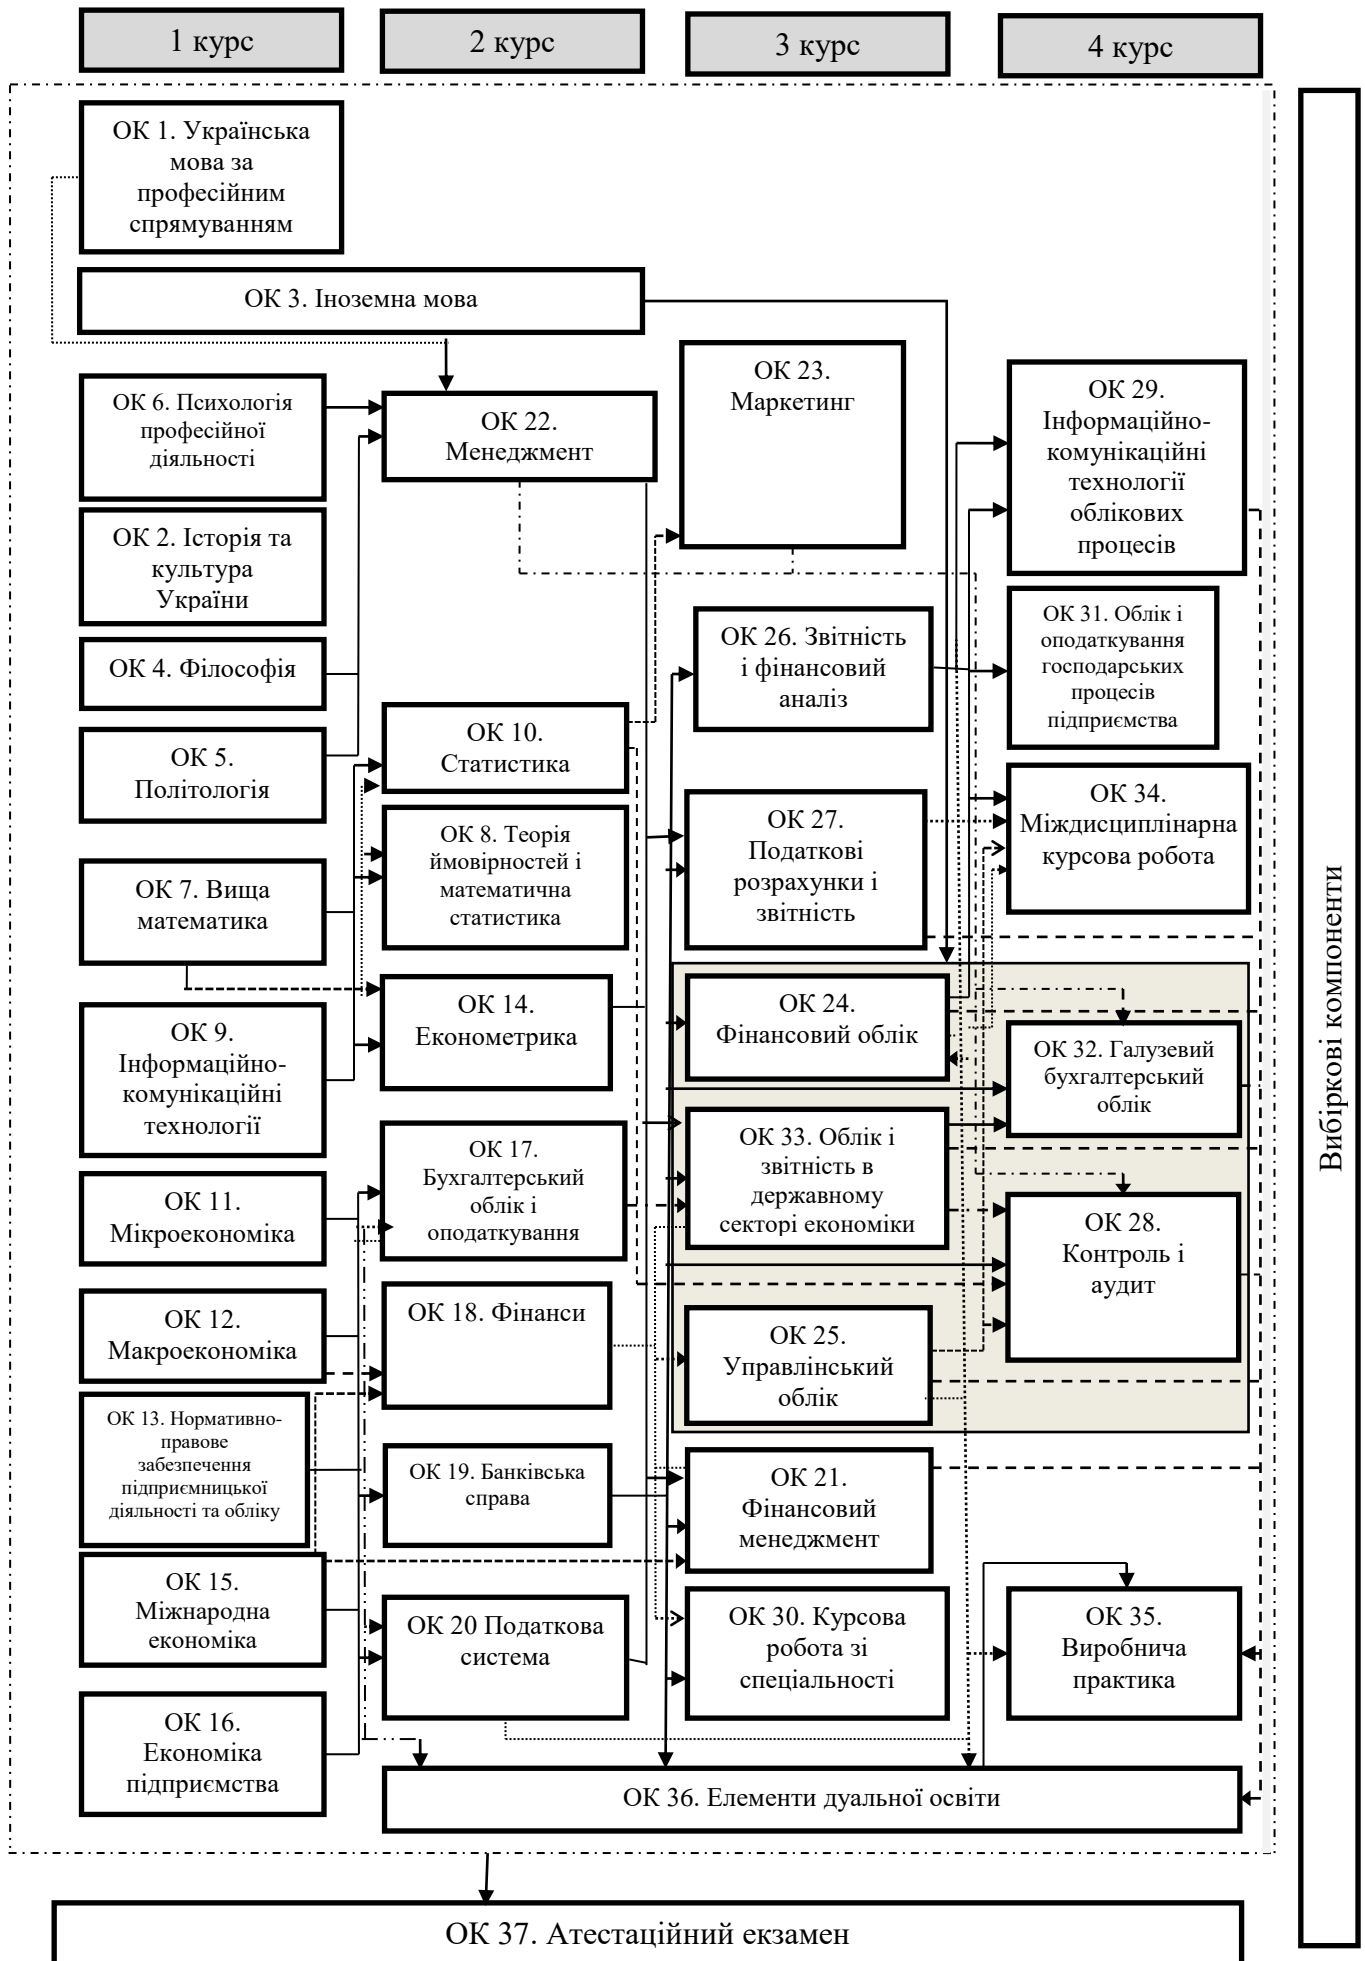 1 курс
2 курс
3 курс
4 курс
ОК 1. Українська
мова за
професійним
спрямуванням
ОК 3. Іноземна мова
ОК 6. Психологія
професійної
діяльності
ОК 2. Історія та
культура
України
ОК 4. Філософія
ОК 5.
Політологія
ОК 7. Вища
математика
ОК 9.
Інформаційно-
комунікаційні
технології
ОК 11.
Мікроекономіка
ОК 12.
Макроекономіка
ОК 13. Нормативно-
правове
забезпечення
підприємницької
діяльності та обліку
ОК 15.
Міжнародна
економіка
ОК 16.
Економіка
підприємства
ОК 22.
Менеджмент
ОК 10.
Статистика
ОК 8. Теорія
ймовірностей і
математична
статистика
ОК 14.
Економетрика
ОК 17.
Бухгалтерський
облік і
оподаткування
ОК 18. Фінанси
ОК 19. Банківська
справа
ОК 20 Податкова
система
ОК 23.
Маркетинг
ОК 26. Звітність
і фінансовий
аналіз
ОК 27.
Податкові
розрахунки і
звітність
ОК 24.
Фінансовий облік
ОК 33. Облік і
звітність в
державному
секторі економіки
ОК 25.
Управлінський
облік
ОК 21.
Фінансовий
менеджмент
ОК 30. Курсова
робота зі
спеціальності
ОК 29.
Інформаційно-
комунікаційні
технології
облікових
процесів
ОК 31. Облік і
оподаткування
господарських
процесів
підприємства
ОК 34.
Міждисциплінарна
курсова робота
ОК 32. Галузевий
бухгалтерський
облік
ОК 28.
Контроль і
аудит
ОК 35.
Виробнича
практика
ОК 36. Елементи дуальної освіти
ОК 37. Атестаційний екзамен
Вибіркові компоненти